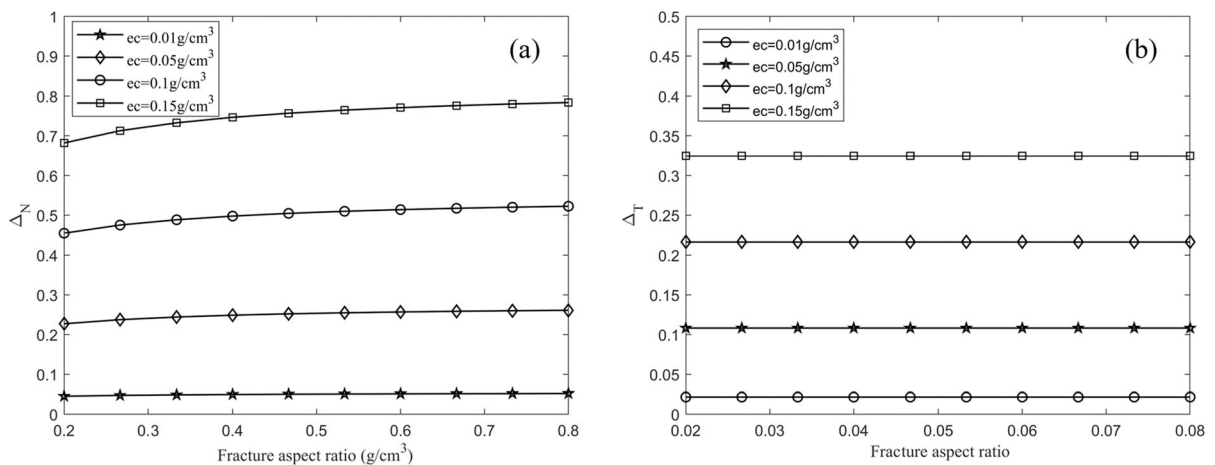 (a)
ec=0.01g/cm³
ec=0.05g/cm³
ec=0.1g/cm³
ec=0.15g/cm³
1
0.9
0.8
0.7
0.6
0.5
0.4
0.3
0.2
0.1
0
Δ_N
0.2 0.3 0.4 0.5 0.6 0.7 0.8
Fracture aspect ratio (g/cm³)
(b)
ec=0.01g/cm³
ec=0.05g/cm³
ec=0.1g/cm³
ec=0.15g/cm³
0.5
0.45
0.4
0.35
0.3
0.25
0.2
0.15
0.1
0.05
0
Δ_T
0.02 0.03 0.04 0.05 0.06 0.07 0.08
Fracture aspect ratio